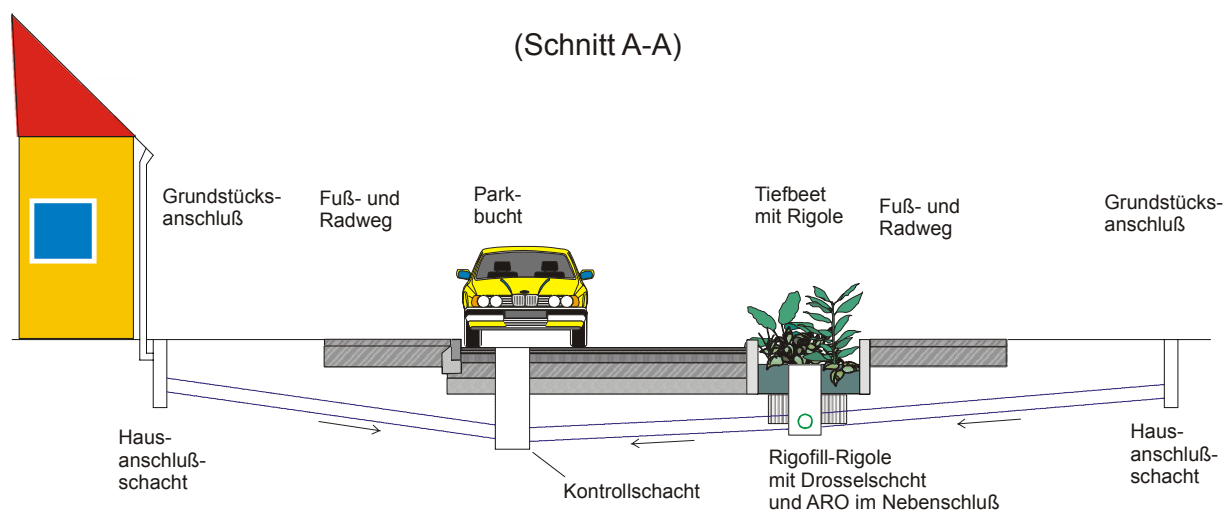 (Schnitt A-A)
Grundstücks-
anschluß
Fuß- und
Radweg
Park-
bucht
Tiefbeet
mit Rigole
Fuß- und
Radweg
Grundstücks-
anschluß
Haus-
anschluß-
schacht
Kontrollschacht
Rigofill-Rigole
mit Drosselschcht
und ARO im Nebenschluß
Haus-
anschluß-
schacht